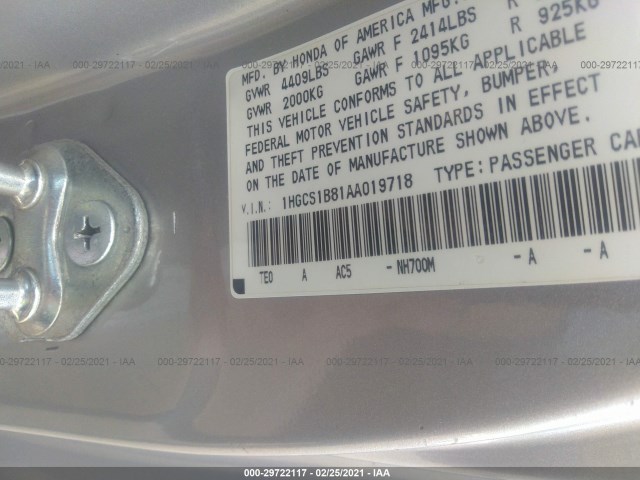 MFD. BY HONDA OF AMERICA MFG.
GVWR 4409LBS GAWR F 2414LBS R
GVWR 2000KG GAWR F 1095KG R 925KG
THIS VEHICLE CONFORMS TO ALL APPLICABLE
FEDERAL MOTOR VEHICLE SAFETY, BUMPER,
AND THEFT PREVENTION STANDARDS IN EFFECT
ON THE DATE OF MANUFACTURE SHOWN ABOVE.
V.I.N.: 1HGCS1B81AA019718 TYPE: PASSENGER CAR
TE0 A AC5 - NH700M -A -A
000-29722117 - 02/25/2021 - IAA